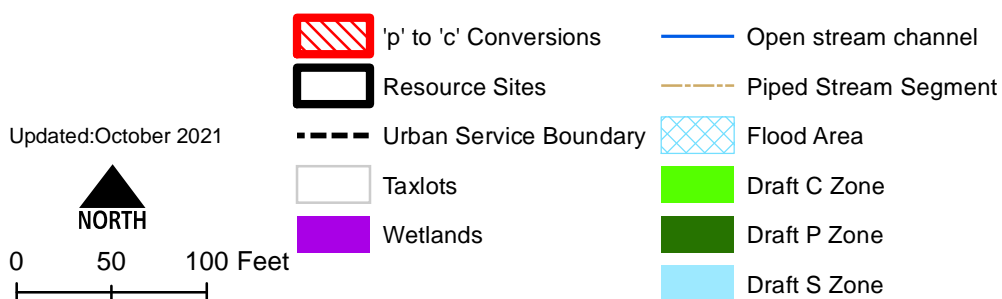 Updated:October 2021
NORTH
0 50 100 Feet
'p' to 'c' Conversions
Resource Sites
Urban Service Boundary
Taxlots
Wetlands
Open stream channel
Piped Stream Segment
Flood Area
Draft C Zone
Draft P Zone
Draft S Zone